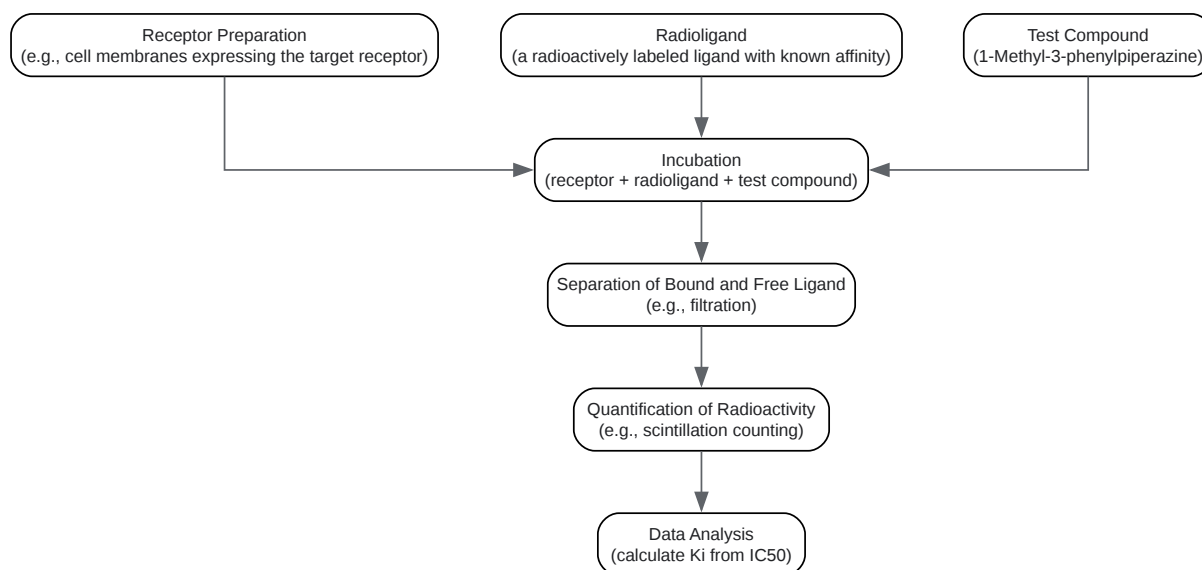 Receptor Preparation
(e.g., cell membranes expressing the target receptor)
Radioligand
(a radioactively labeled ligand with known affinity)
Test Compound
(1-Methyl-3-phenylpiperazine)
Incubation
(receptor + radioligand + test compound)
Separation of Bound and Free Ligand
(e.g., filtration)
Quantification of Radioactivity
(e.g., scintillation counting)
Data Analysis
(calculate Ki from IC50)